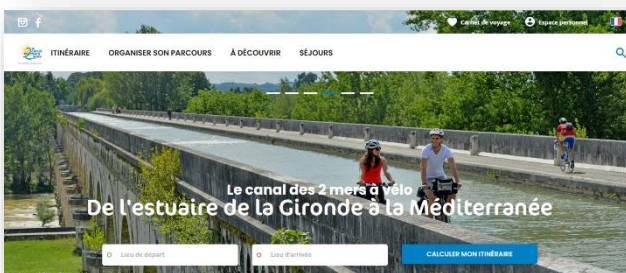 Carnet de voyage Espace personnel
ITINÉRAIRE ORGANISER SON PARCOURS À DÉCOUVRIR SÉJOURS
Le canal des 2 mers à vélo
De l'estuaire de la Gironde à la Méditerranée
Lieu de départ Lieu d'arrivée CALCULER MON ITINÉRAIRE